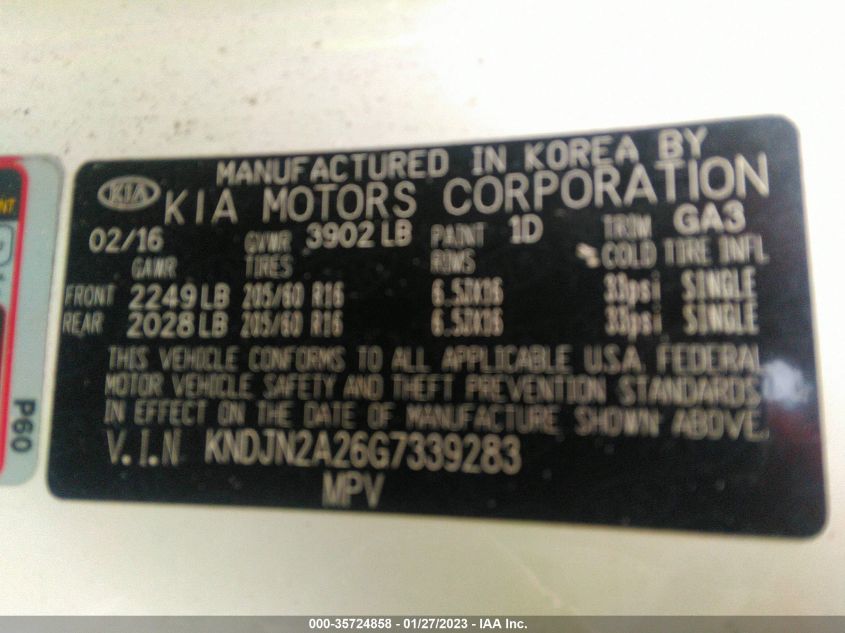 MANUFACTURED IN KOREA BY
KIA KIA MOTORS CORPORATION
02/16 GVWR 3902 LB PAINT 1D TRIM GA3
GAWR TIRES COLD TIRE INFL
FRONT 2249 LB 205/60 R16 6.5JX16 33psi SINGLE
REAR 2028 LB 205/60 R16 6.5JX16 33psi SINGLE
THIS VEHICLE CONFORMS TO ALL APPLICABLE U.S.A. FEDERAL
MOTOR VEHICLE SAFETY AND THEFT PREVENTION STANDARDS
IN EFFECT ON THE DATE OF MANUFACTURE SHOWN ABOVE.
V.I.N KNDJN2A26G7339283
MPV
P60
000-35724858 - 01/27/2023 - IAA Inc.